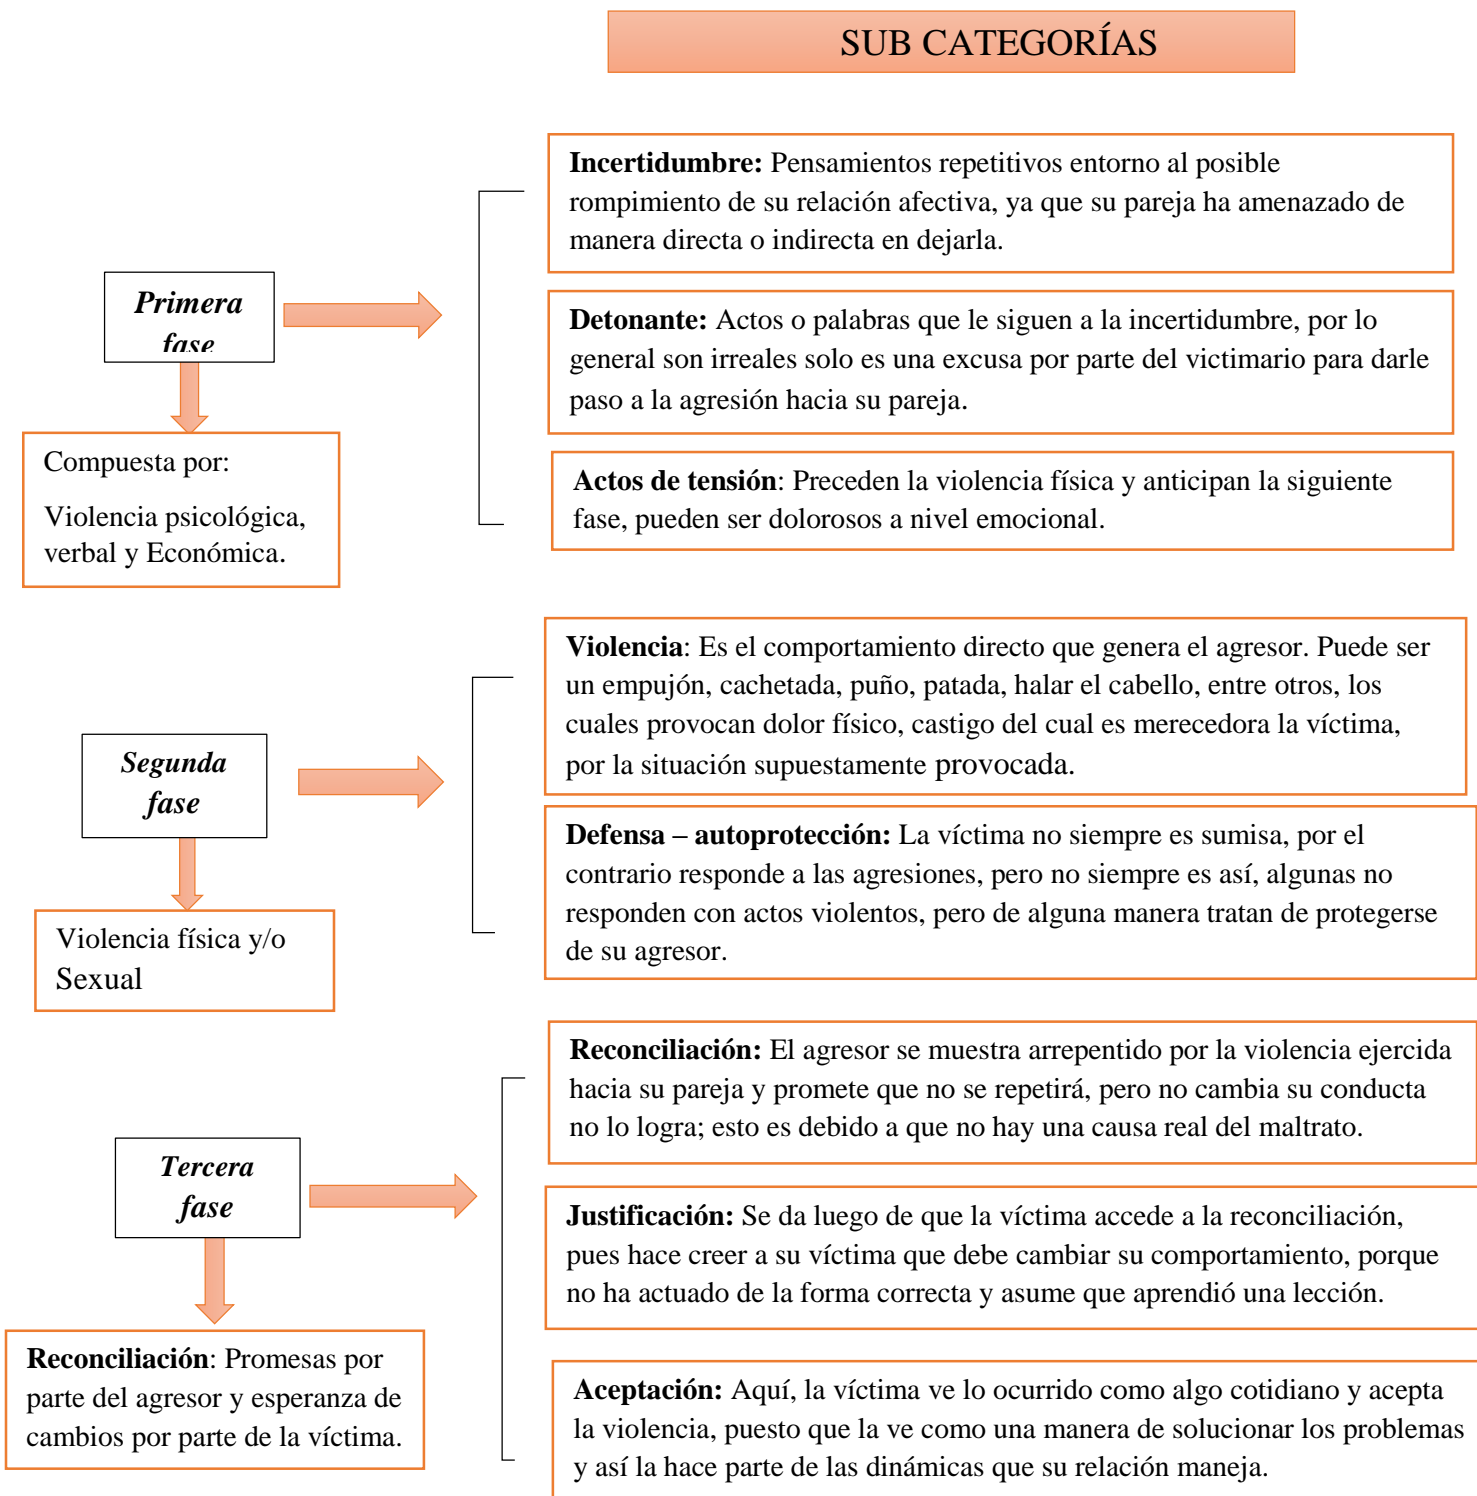 SUB CATEGORÍAS
Primera
fase
Compuesta por:
Violencia psicológica,
verbal y Económica.
Incertidumbre: Pensamientos repetitivos entorno al posible
rompimiento de su relación afectiva, ya que su pareja ha amenazado de
manera directa o indirecta en dejarla.
Detonante: Actos o palabras que le siguen a la incertidumbre, por lo
general son irreales solo es una excusa por parte del victimario para darle
paso a la agresión hacia su pareja.
Actos de tensión: Preceden la violencia física y anticipan la siguiente
fase, pueden ser dolorosos a nivel emocional.
Segunda
fase
Violencia física y/o
Sexual
Violencia: Es el comportamiento directo que genera el agresor. Puede ser
un empujón, cachetada, puño, patada, halar el cabello, entre otros, los
cuales provocan dolor físico, castigo del cual es merecedora la víctima,
por la situación supuestamente provocada.
Defensa – autoprotección: La víctima no siempre es sumisa, por el
contrario responde a las agresiones, pero no siempre es así, algunas no
responden con actos violentos, pero de alguna manera tratan de protegerse
de su agresor.
Tercera
fase
Reconciliación: Promesas por
parte del agresor y esperanza de
cambios por parte de la víctima.
Reconciliación: El agresor se muestra arrepentido por la violencia ejercida
hacia su pareja y promete que no se repetirá, pero no cambia su conducta
no lo logra; esto es debido a que no hay una causa real del maltrato.
Justificación: Se da luego de que la víctima accede a la reconciliación,
pues hace creer a su víctima que debe cambiar su comportamiento, porque
no ha actuado de la forma correcta y asume que aprendió una lección.
Aceptación: Aquí, la víctima ve lo ocurrido como algo cotidiano y acepta
la violencia, puesto que la ve como una manera de solucionar los problemas
y así la hace parte de las dinámicas que su relación maneja.